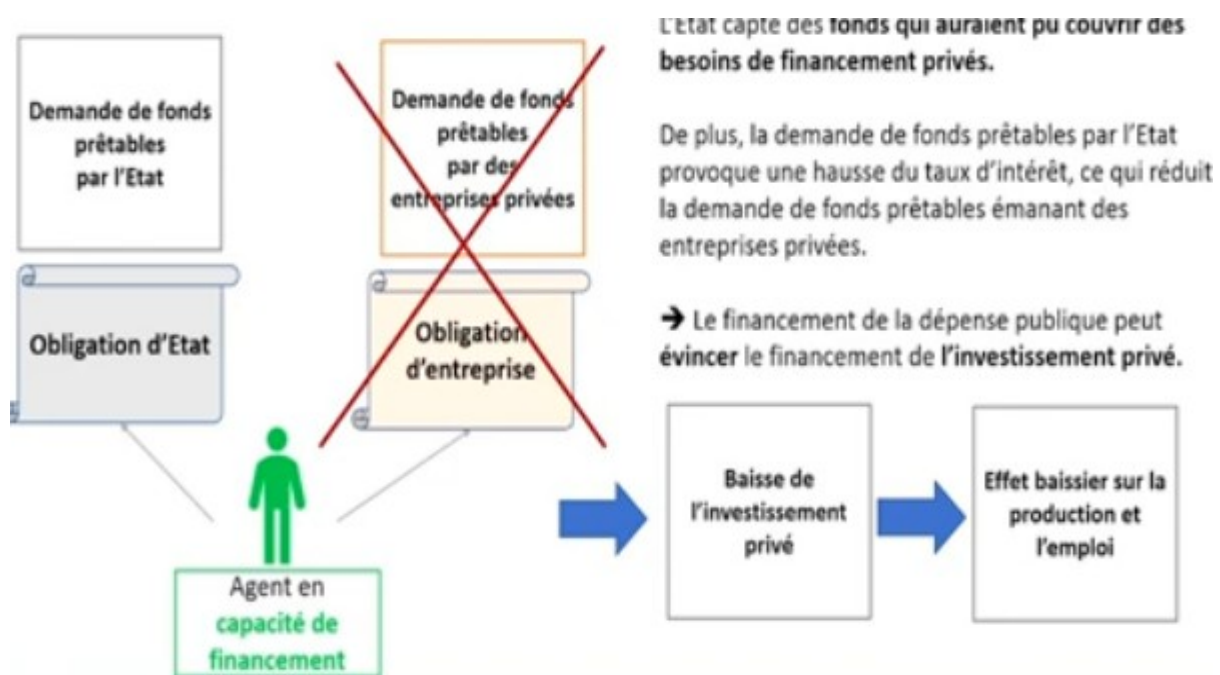 Demande de fonds
prêtables
par l'Etat
Obligation d'Etat
Demande de fonds
prêtables
par des
entreprises privées
Obligation
d'entreprise
Agent en
capacité de
financement
L'Etat capte des fonds qui auraient pu couvrir des
besoins de financement privés.
De plus, la demande de fonds prêtables par l'Etat
provoque une hausse du taux d'intérêt, ce qui réduit
la demande de fonds prêtables émanant des
entreprises privées.
➔ Le financement de la dépense publique peut
évincer le financement de l'investissement privé.
Baisse de
l'investissement
privé
Effet baissier sur la
production et
l'emploi